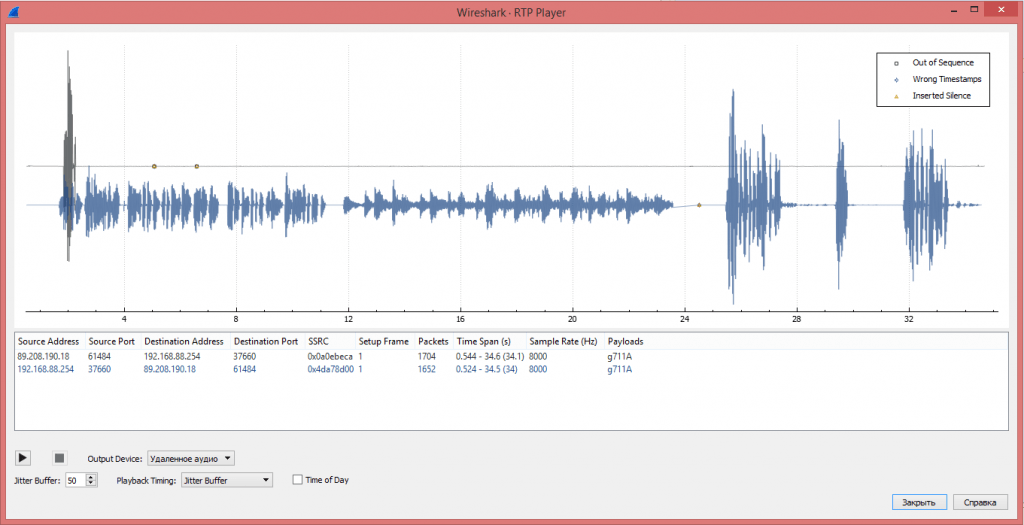 Wireshark - RTP Player
Out of Sequence
Wrong Timestamps
Inserted Silence
4 8 12 16 20 24 28 32
Source Address Source Port Destination Address Destination Port SSRC Setup Frame Packets Time Span (s) Sample Rate (Hz) Payloads
89.208.190.18 61484 192.168.88.254 37660 0x0a0ebeca 1 1704 0.544 - 34.6 (34.1) 8000 g711A
192.168.88.254 37660 89.208.190.18 61484 0x4da78d00 1 1652 0.524 - 34.5 (34) 8000 g711A
Output Device: Удаленное аудио
Jitter Buffer: 50 Playback Timing: Jitter Buffer Time of Day
Закрыть Справка